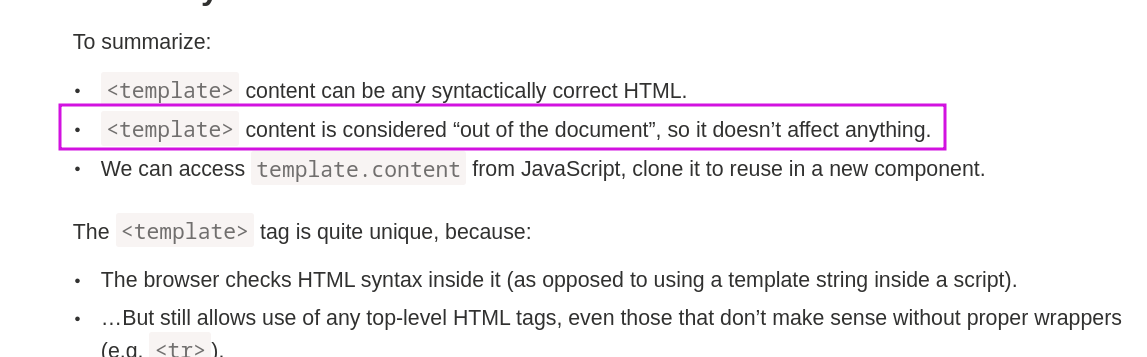 To summarize:
• <template> content can be any syntactically correct HTML.
• <template> content is considered “out of the document”, so it doesn’t affect anything.
• We can access template.content from JavaScript, clone it to reuse in a new component.
The <template> tag is quite unique, because:
• The browser checks HTML syntax inside it (as opposed to using a template string inside a script).
• …But still allows use of any top-level HTML tags, even those that don’t make sense without proper wrappers
(e.g. <tr> ).